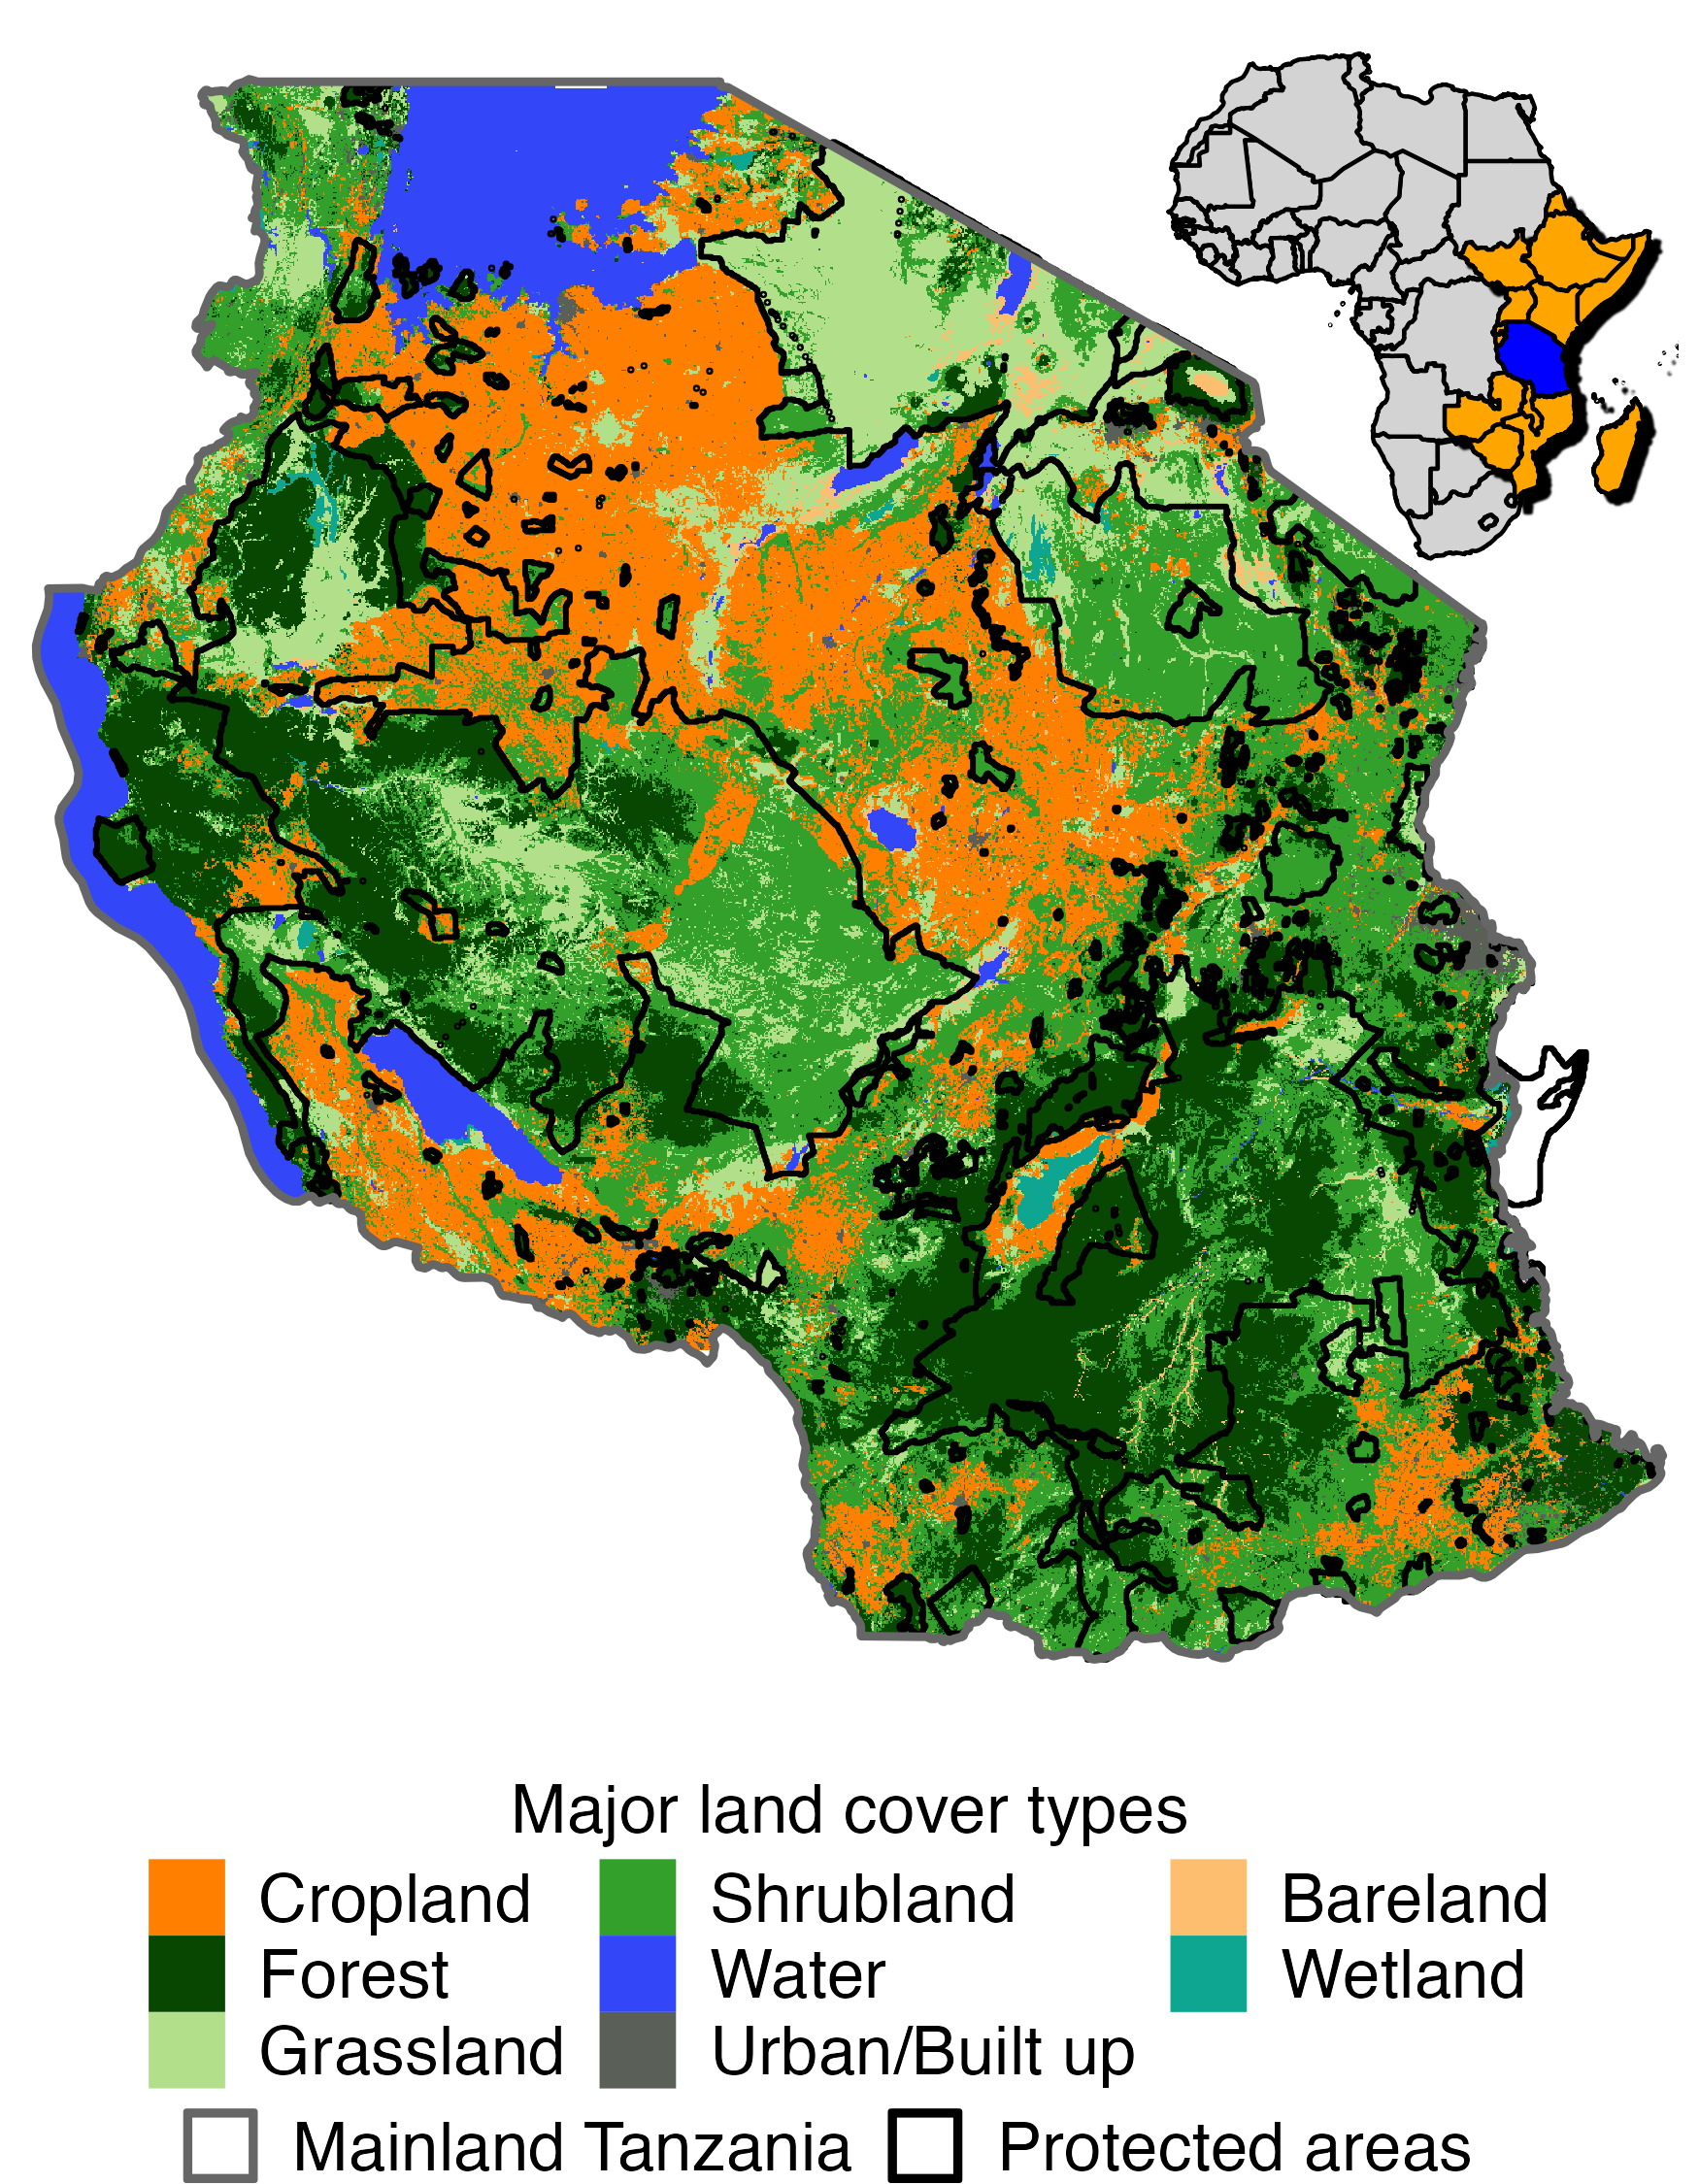 Major land cover types
Cropland Shrubland Bareland
Forest Water Wetland
Grassland Urban/Built up
Mainland Tanzania Protected areas